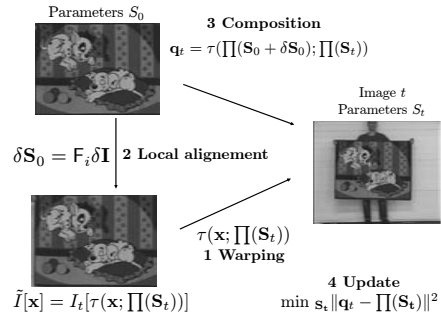 Parameters S₀
3 Composition
qₜ = τ(∏(S₀ + δS₀); ∏(Sₜ))
Image t
Parameters Sₜ
δS₀ = FᵢδI
2 Local alignement
τ(x; ∏(Sₜ))
1 Warping
Ĩ[x] = Iₜ[τ(x; ∏(Sₜ))]
4 Update
min Sₜ‖qₜ − ∏(Sₜ)‖²